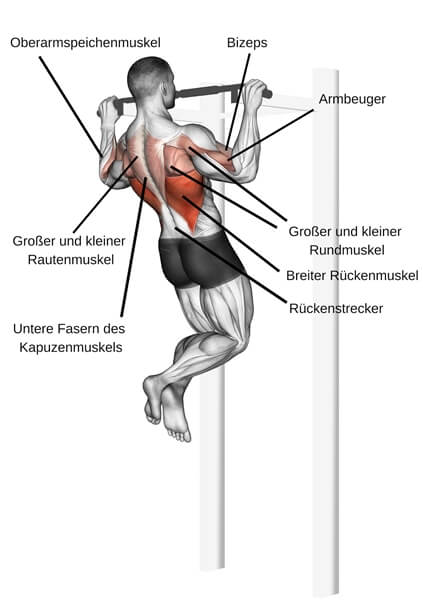 Oberarmspeichenmuskel
Bizeps
Armbeuger
Großer und kleiner
Rundmuskel
Großer und kleiner
Rautenmuskel
Breiter Rückenmuskel
Rückenstrecker
Untere Fasern des
Kapuzenmuskels